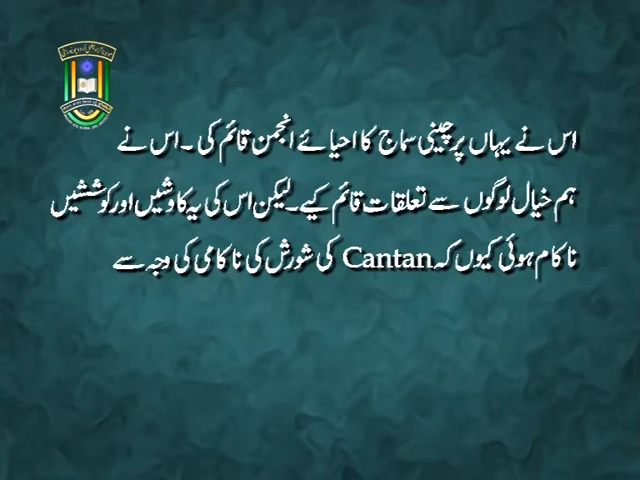 اس نے یہاں پر چینی سماج کا احیائے انجمن قائم کی ۔ اس نے
ہم خیال لوگوں سے تعلقات قائم کیے۔ لیکن اس کی یہ کاوشیں اور کوششیں
ناکام ہوئی کیوں کہ Cantan کی شورش کی ناکامی کی وجہ سے